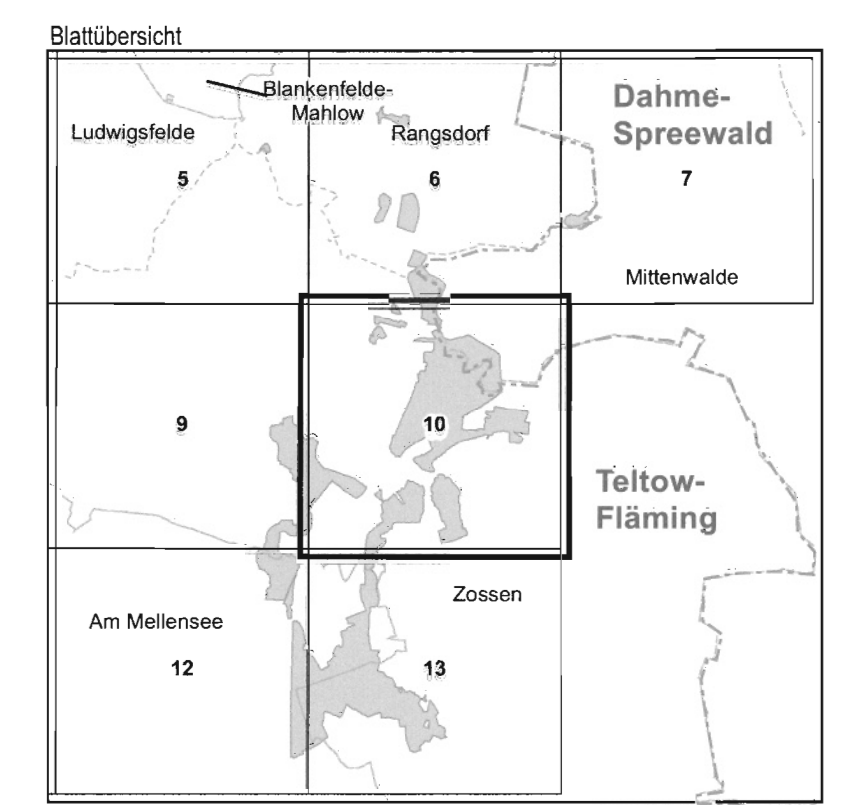 Blattübersicht
Blankenfelde-
Mahlow
Dahme-
Spreewald
Ludwigsfelde
Rangsdorf
5
6
7
Mittenwalde
9
10
Teltow-
Fläming
Zossen
Am Mellensee
12
13